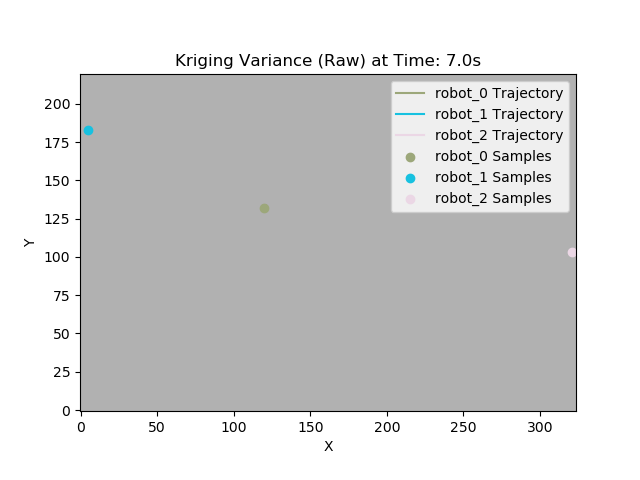 Kriging Variance (Raw) at Time: 7.0s
robot_0 Trajectory
robot_1 Trajectory
robot_2 Trajectory
robot_0 Samples
robot_1 Samples
robot_2 Samples
200
175
150
125
100
75
50
25
0
Y
0 50 100 150 200 250 300
X